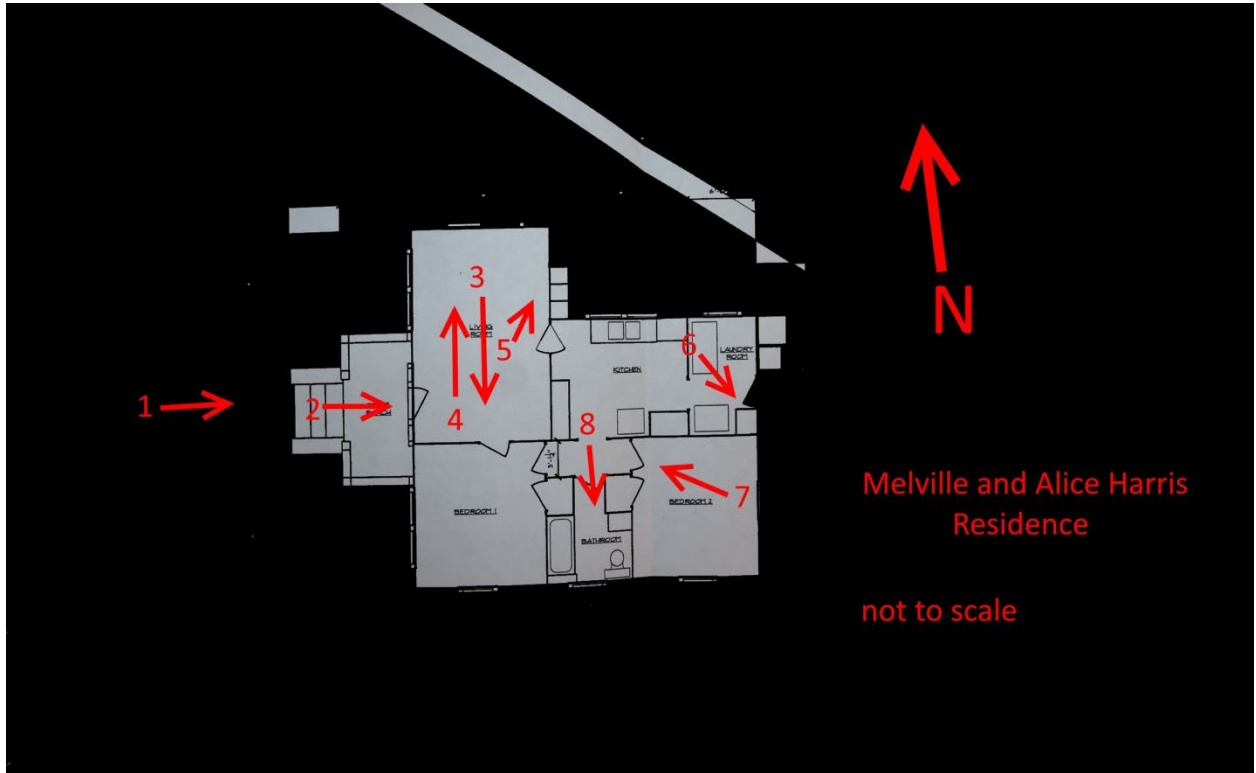 N
3
LIVING
ROOM
5
6
LAUNDRY
ROOM
KITCHEN
1
2
4
8
BEDROOM 1
BEDROOM 2
7
BATHROOM
Melville and Alice Harris
Residence
not to scale